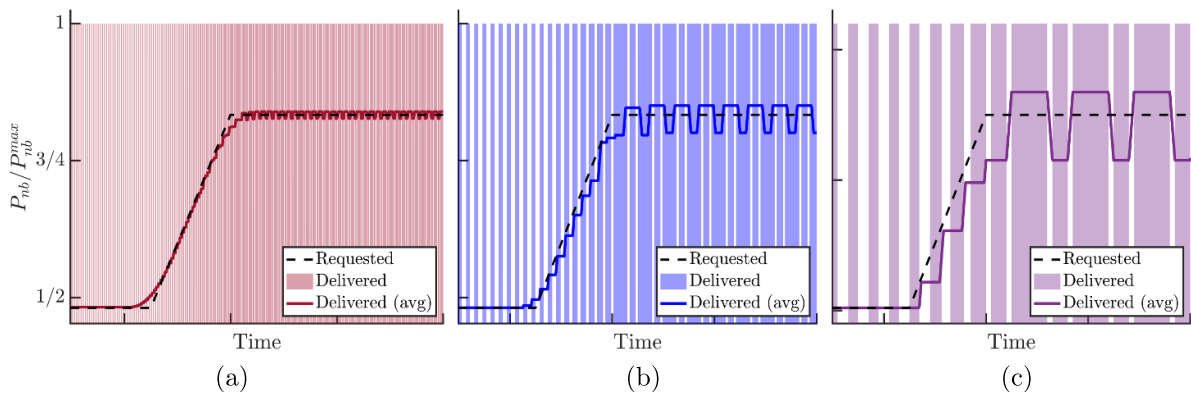 1
3/4
1/2
P_{nb}/P_{nb}^{max}
Requested
Delivered
Delivered (avg)
Time
(a)
Requested
Delivered
Delivered (avg)
Time
(b)
Requested
Delivered
Delivered (avg)
Time
(c)